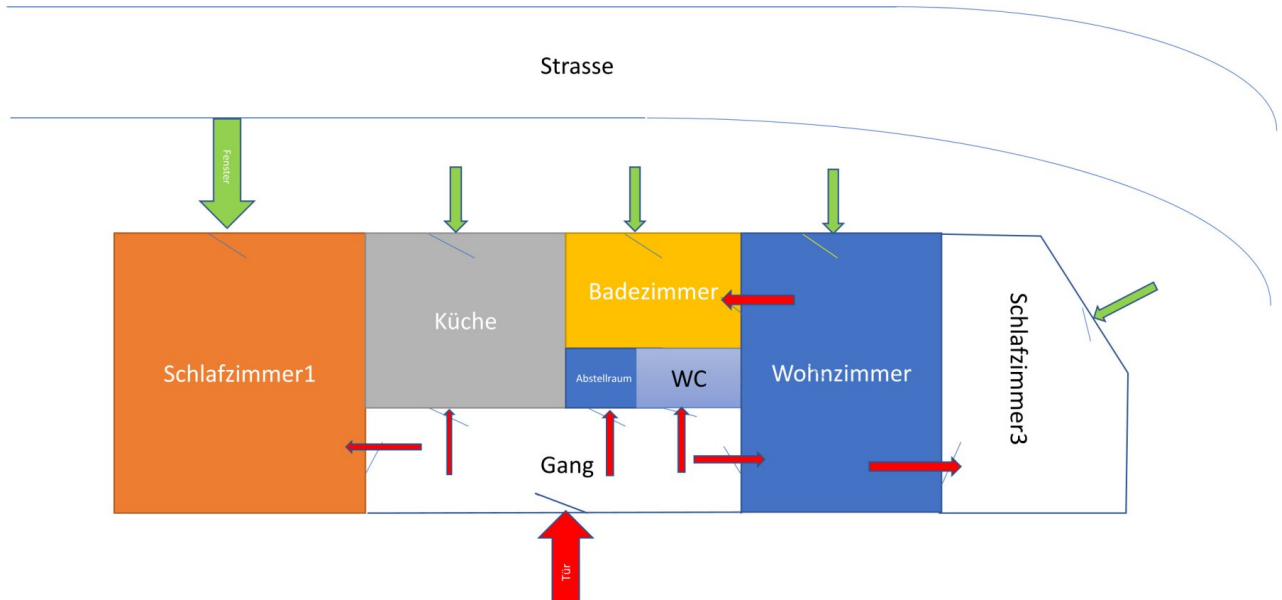 Strasse
Fenster
Badezimmer
Küche
Schlafzimmer1
Abstellraum
WC
Wohnzimmer
Schlafzimmer3
Gang
Tür